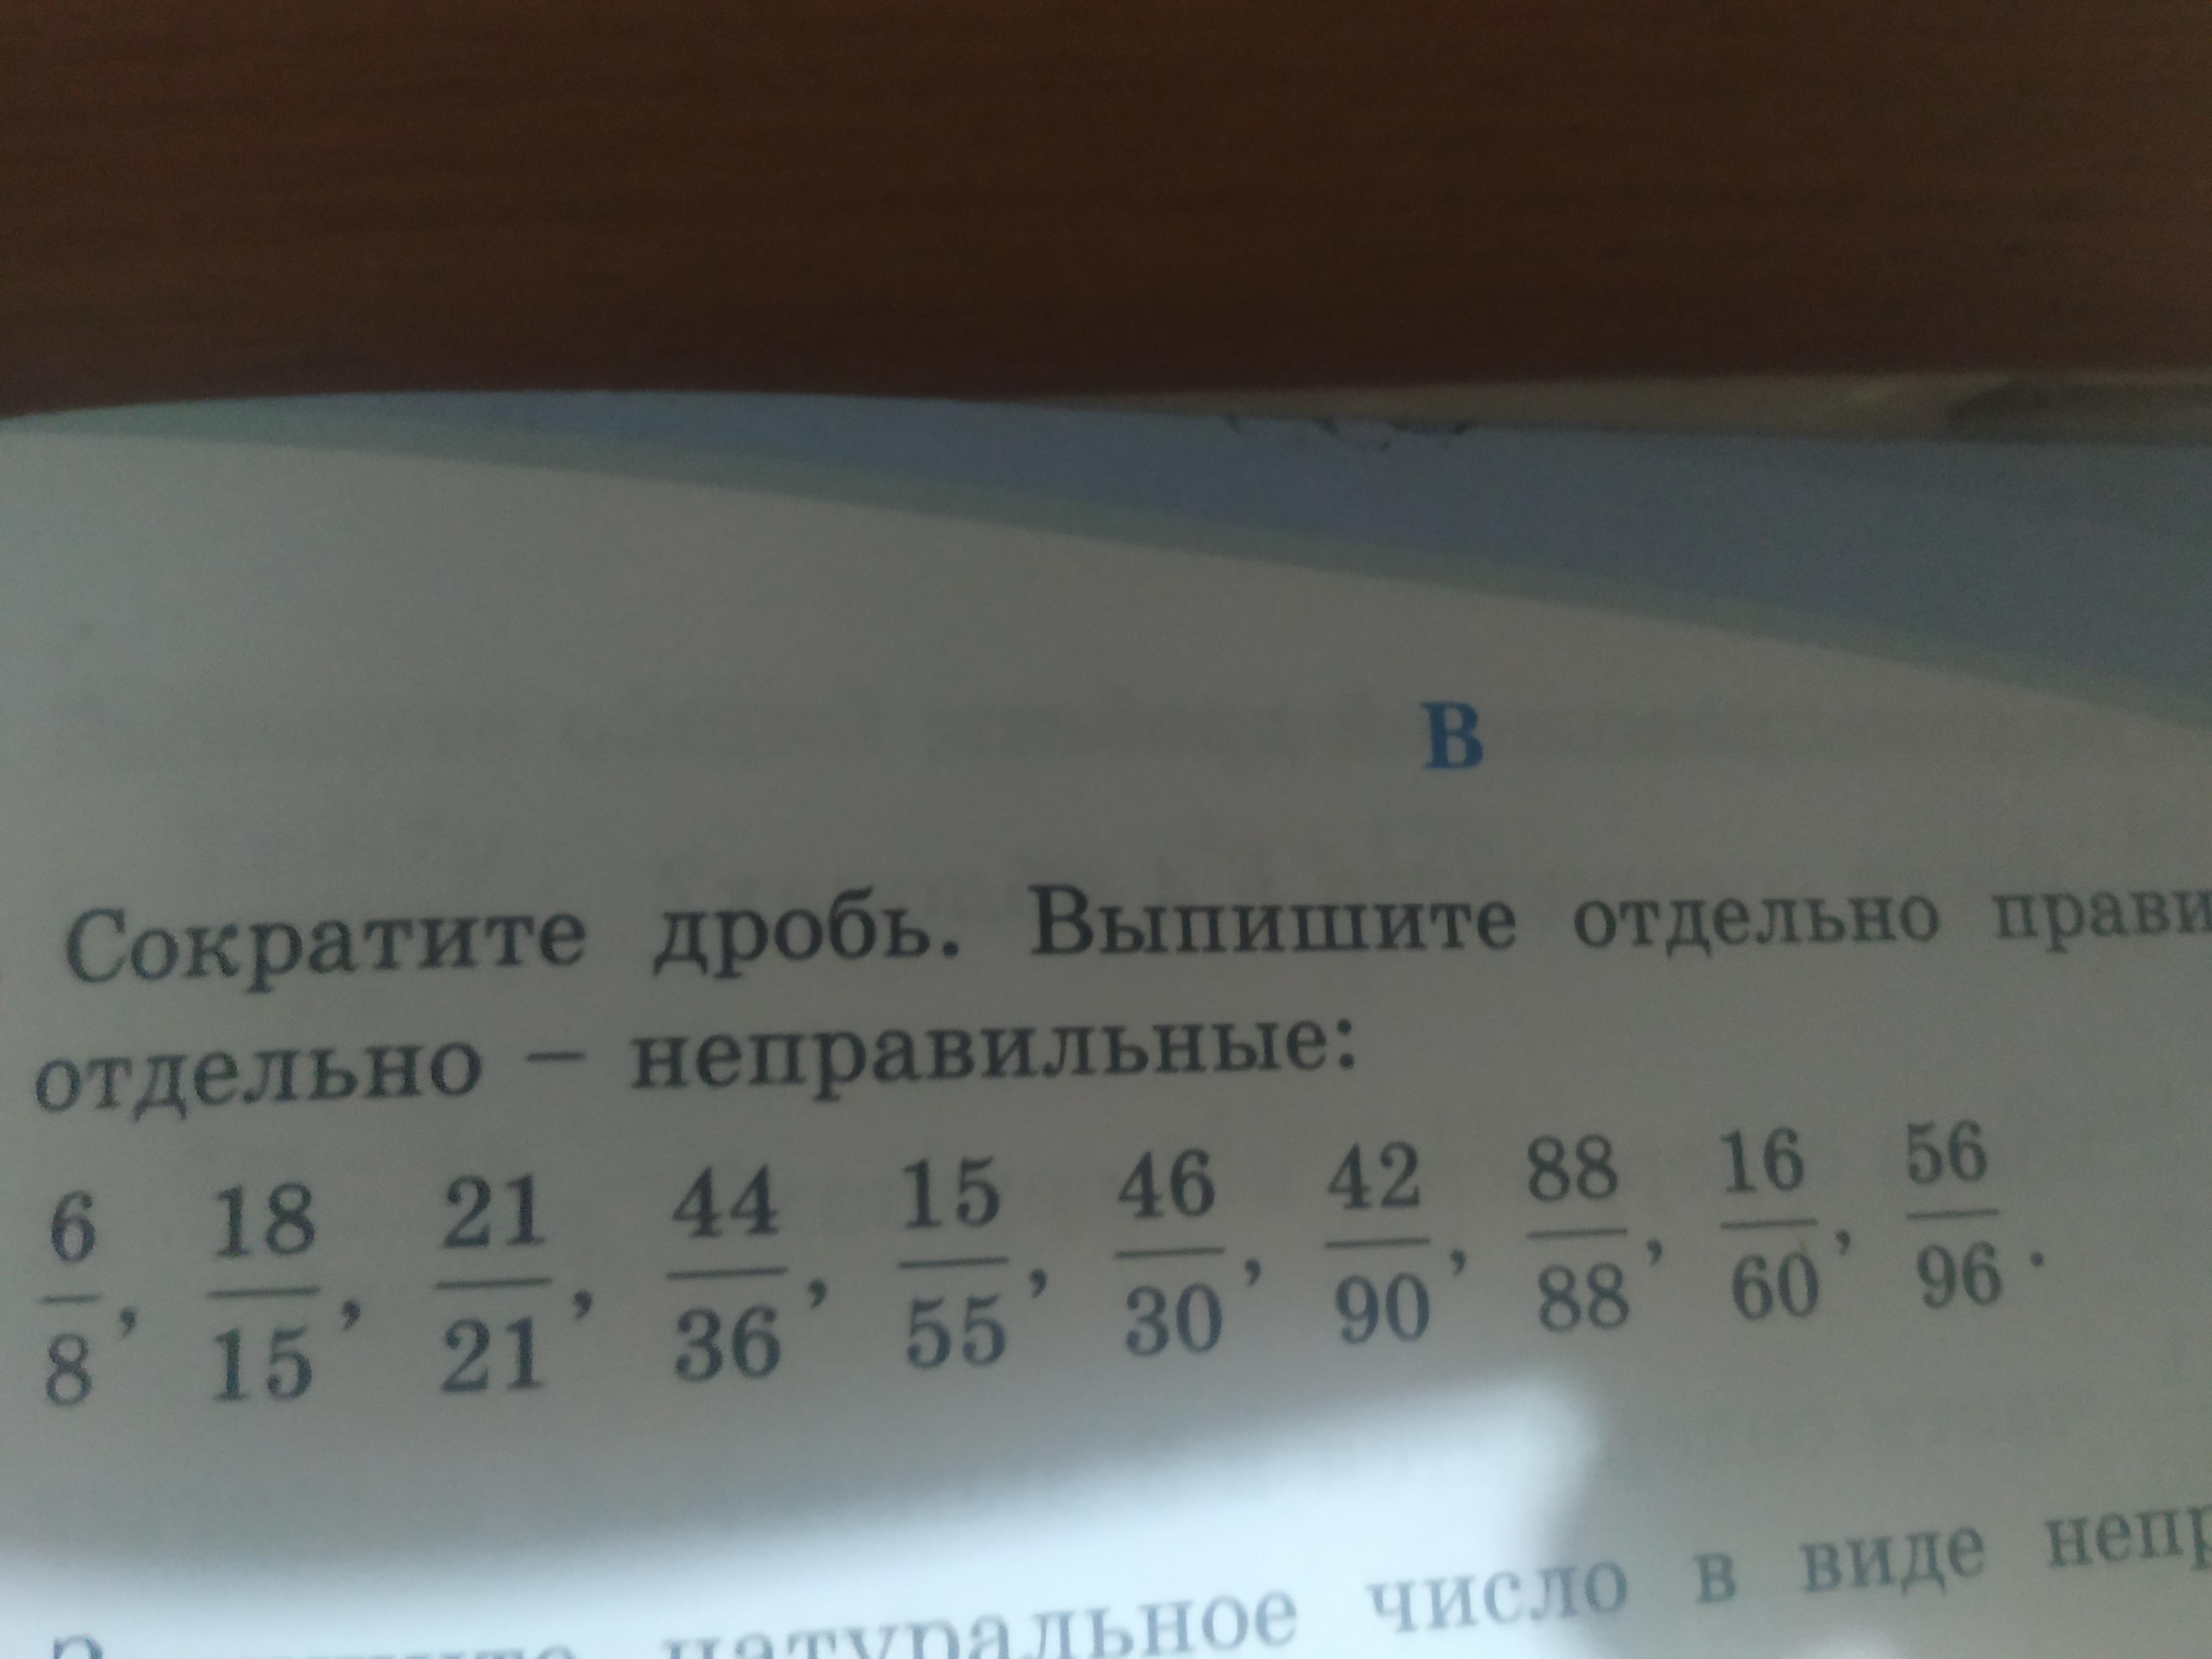 В
Сократите дробь. Выпишите отдельно прави
отдельно – неправильные:
6/8, 18/15, 21/21, 44/36, 15/55, 46/30, 42/90, 88/88, 16/60, 56/96.
натуральное число в виде непр